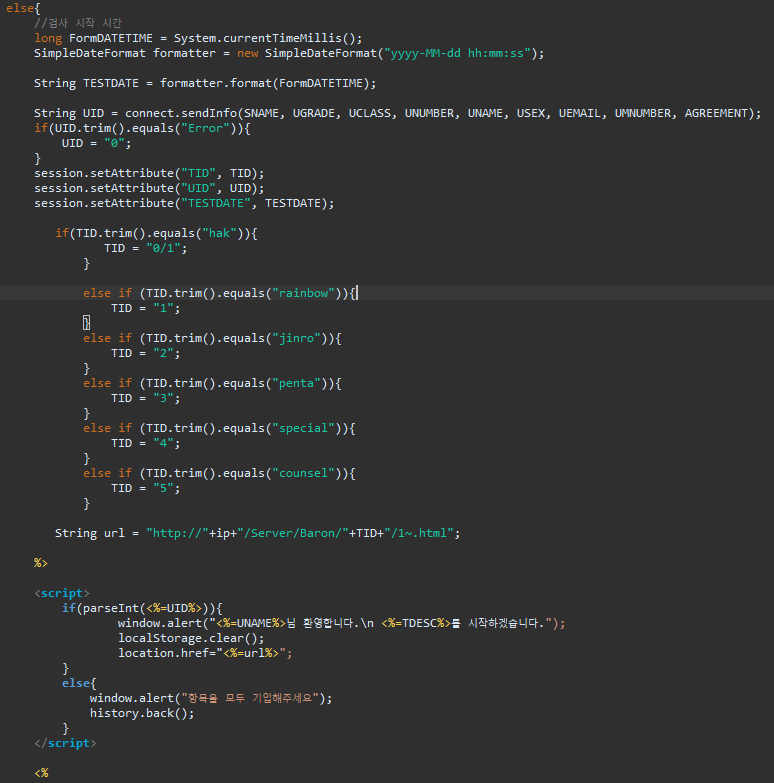 else{
//검사 시작 시간
long FormDATETIME = System.currentTimeMillis();
SimpleDateFormat formatter = new SimpleDateFormat("yyyy-MM-dd hh:mm:ss");
String TESTDATE = formatter.format(FormDATETIME);
String UID = connect.sendInfo(SNAME, UGRADE, UCLASS, UNUMBER, UNAME, USEX, UEMAIL, UMNUMBER, AGREEMENT);
if(UID.trim().equals("Error")){
UID = "0";
}
session.setAttribute("TID", TID);
session.setAttribute("UID", UID);
session.setAttribute("TESTDATE", TESTDATE);
if(TID.trim().equals("hak")){
TID = "0/1";
}
else if (TID.trim().equals("rainbow")){
TID = "1";
}
else if (TID.trim().equals("jinro")){
TID = "2";
}
else if (TID.trim().equals("penta")){
TID = "3";
}
else if (TID.trim().equals("special")){
TID = "4";
}
else if (TID.trim().equals("counsel")){
TID = "5";
}
String url = "http://"+ip+"/Server/Baron/"+TID+"/1~.html";
%>
<script>
if(parseInt(<%=UID%>)){
window.alert("<%=UNAME%>님 환영합니다.\n <%=TDESC%>를 시작하겠습니다.");
localStorage.clear();
location.href="<%=url%>";
}
else{
window.alert("항목을 모두 기입해주세요");
history.back();
}
</script>
<%